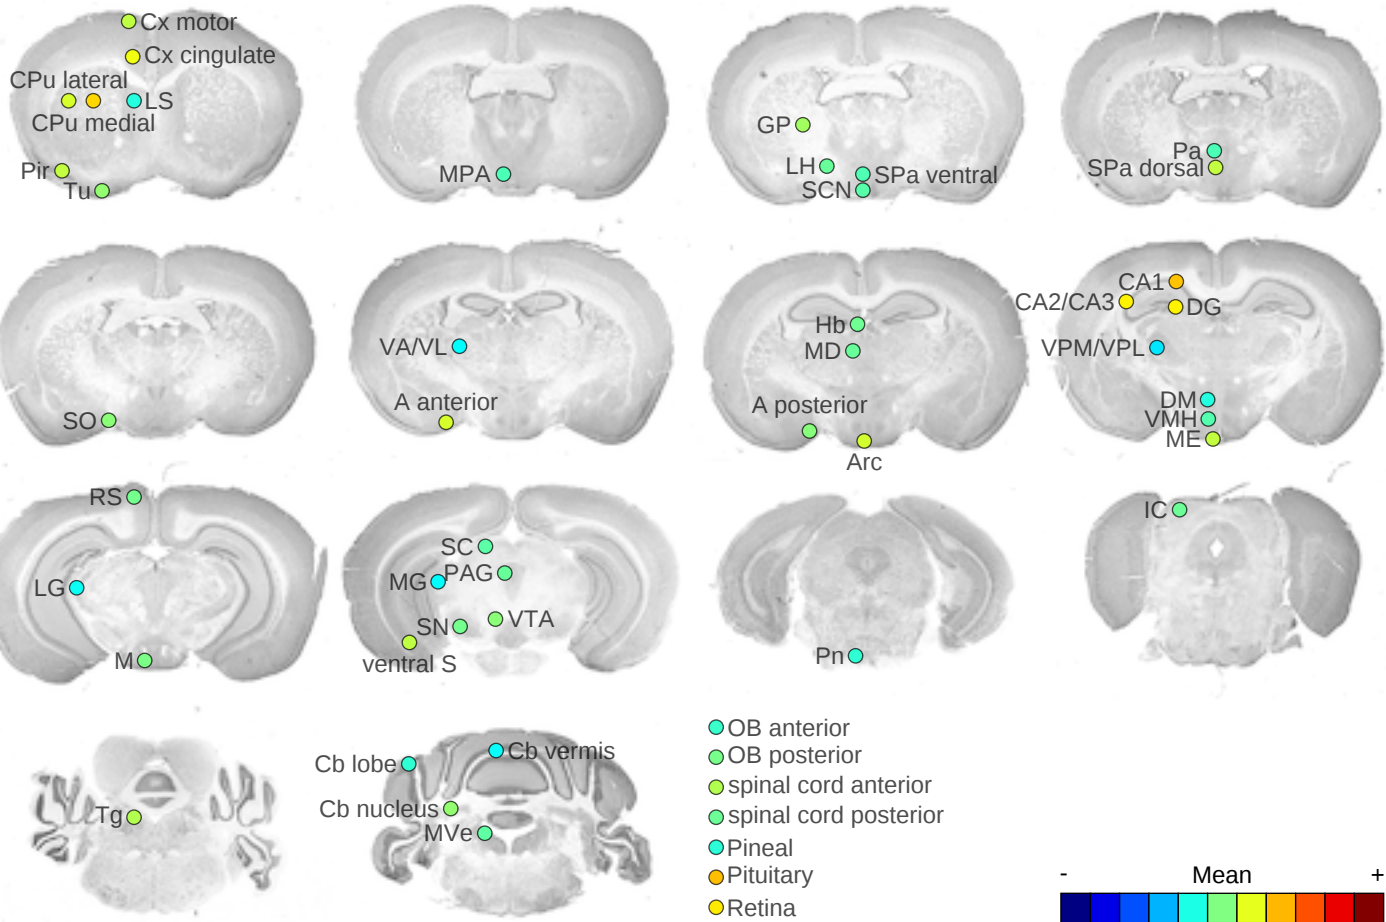 Cx motor
Cx cingulate
CPu lateral
LS
CPu medial
Pir
Tu
MPA
GP
LH
SPa ventral
SCN
Pa
SPa dorsal
SO
VA/VL
A anterior
Hb
MD
A posterior
Arc
CA1
CA2/CA3
DG
VPM/VPL
DM
VMH
ME
RS
LG
M
SC
PAG
MG
VTA
SN
ventral S
Pn
IC
Tg
Cb vermis
Cb lobe
Cb nucleus
MVe
OB anterior
OB posterior
spinal cord anterior
spinal cord posterior
Pineal
Pituitary
Retina
- Mean +